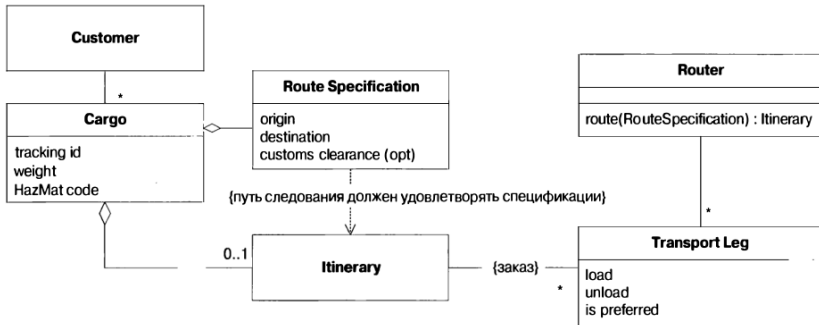 Customer
*
Cargo
tracking id
weight
HazMat code
Route Specification
origin
destination
customs clearance (opt)
Router
route(RouteSpecification) : Itinerary
{путь следования должен удовлетворять спецификации}
*
0..1
Itinerary
{заказ}
*
Transport Leg
load
unload
is preferred